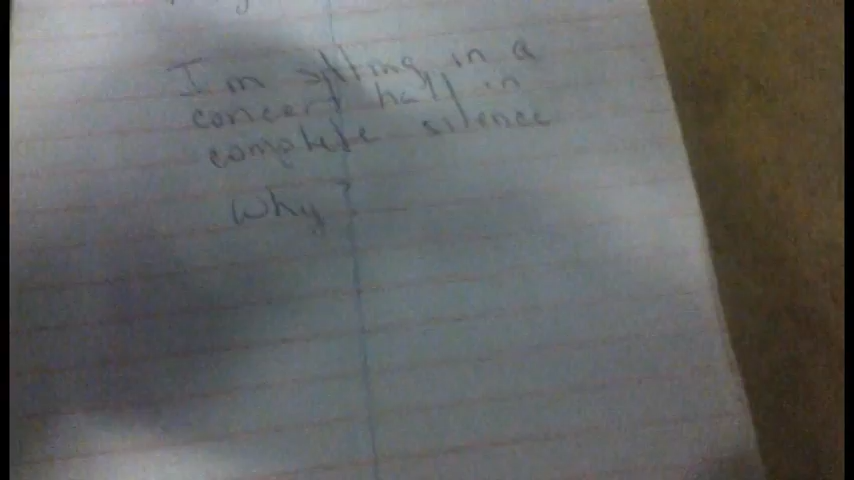 I'm sitting in a
concert hall in
complete silence
Why?